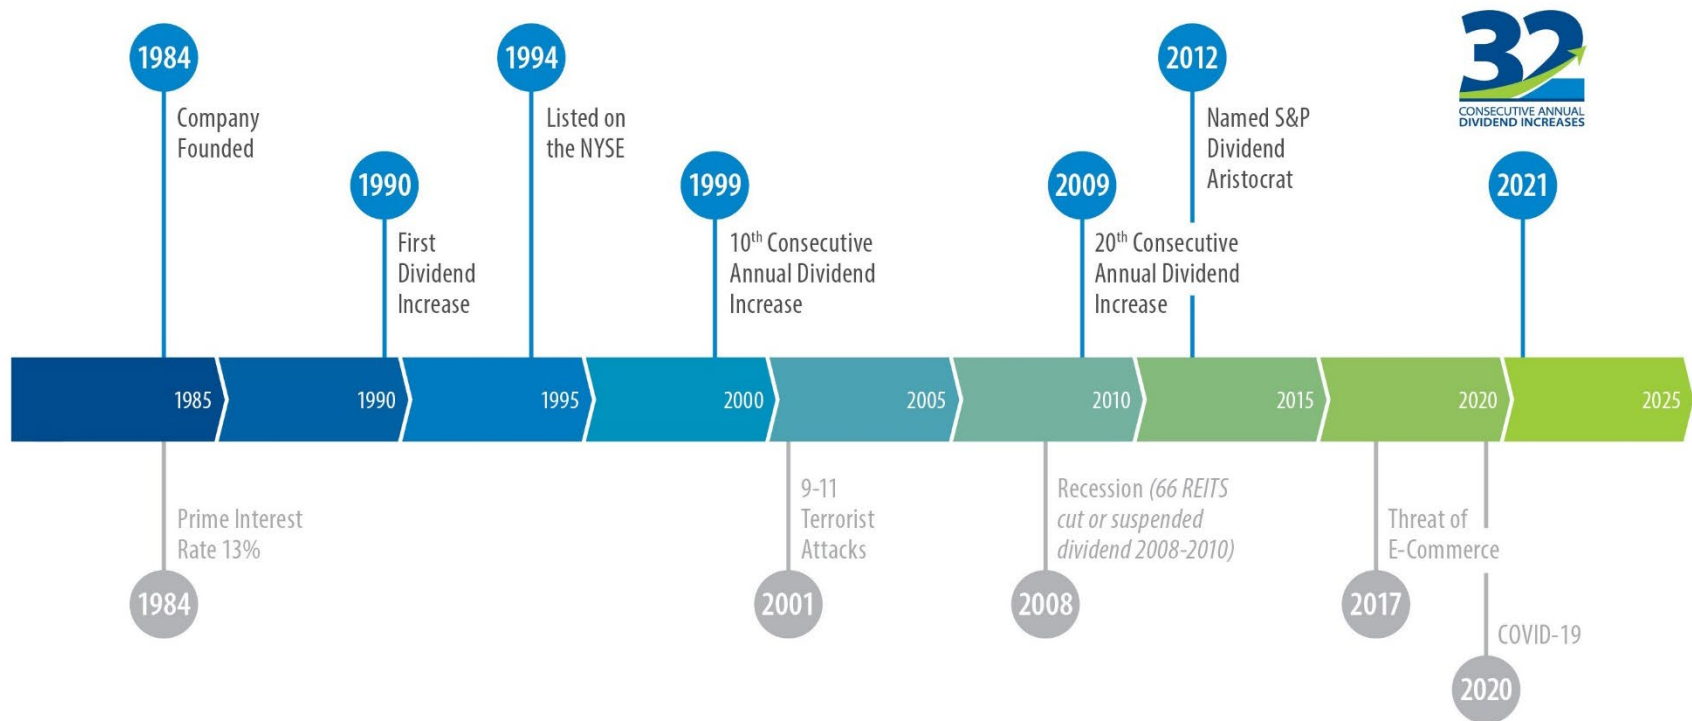 1984
Company
Founded
1990
First
Dividend
Increase
1994
Listed on
the NYSE
1999
10th Consecutive
Annual Dividend
Increase
2009
20th Consecutive
Annual Dividend
Increase
2012
Named S&P
Dividend
Aristocrat
32
CONSECUTIVE ANNUAL
DIVIDEND INCREASES
2021
1985
1990
1995
2000
2005
2010
2015
2020
2025
Prime Interest
Rate 13%
1984
9-11
Terrorist
Attacks
2001
Recession (66 REITS
cut or suspended
dividend 2008-2010)
2008
Threat of
E-Commerce
2017
COVID-19
2020